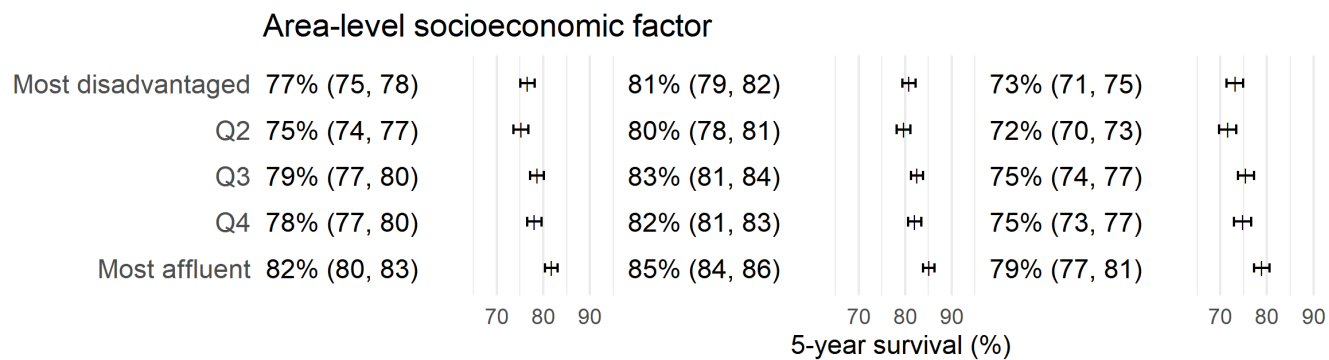 Area-level socioeconomic factor
Most disadvantaged 77% (75, 78) 81% (79, 82) 73% (71, 75)
Q2 75% (74, 77) 80% (78, 81) 72% (70, 73)
Q3 79% (77, 80) 83% (81, 84) 75% (74, 77)
Q4 78% (77, 80) 82% (81, 83) 75% (73, 77)
Most affluent 82% (80, 83) 85% (84, 86) 79% (77, 81)
70 80 90 70 80 90 70 80 90
5-year survival (%)